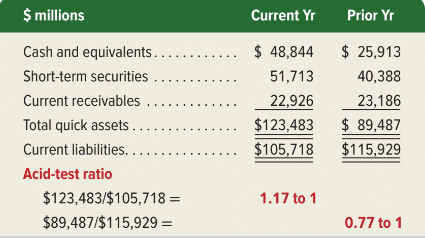 $ millions Current Yr Prior Yr
Cash and equivalents............ $ 48,844 $ 25,913
Short-term securities ............ 51,713 40,388
Current receivables ............ 22,926 23,186
Total quick assets............... $123,483 $ 89,487
Current liabilities................ $105,718 $115,929
Acid-test ratio
$123,483/$105,718 = 1.17 to 1
$89,487/$115,929 = 0.77 to 1